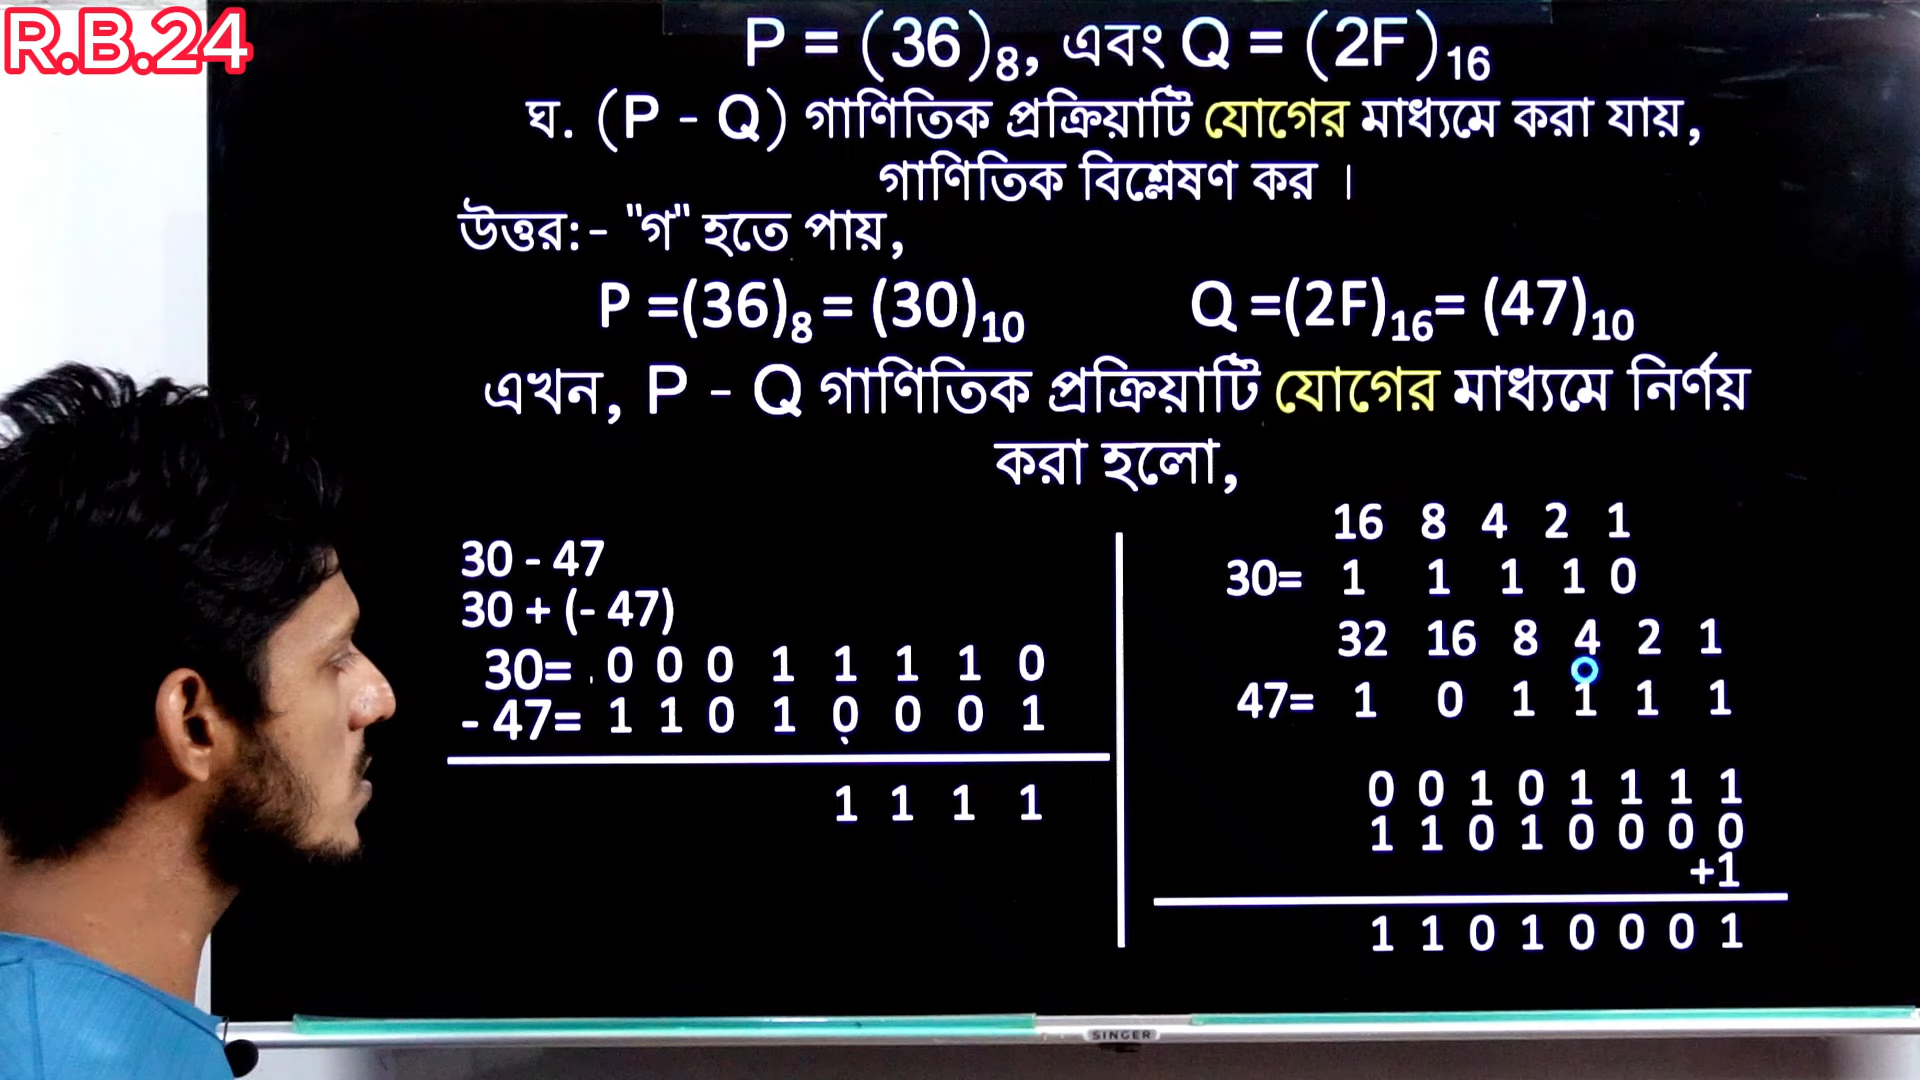 R.B.24
P = (36)₈, এবং Q = (2F)₁₆
ঘ. (P - Q) গাণিতিক প্রক্রিয়াটি যোগের মাধ্যমে করা যায়,
গাণিতিক বিশ্লেষণ কর ।
উত্তর:- "গ" হতে পায়,
P =(36)₈ = (30)₁₀ Q =(2F)₁₆= (47)₁₀
এখন, P - Q গাণিতিক প্রক্রিয়াটি যোগের মাধ্যমে নির্ণয়
করা হলো,
30 - 47
30 + (- 47)
30= 0 0 0 1 1 1 1 0
- 47= 1 1 0 1 0 0 0 1
1 1 1 1
16 8 4 2 1
30= 1 1 1 1 0
32 16 8 4 2 1
47= 1 0 1 1 1 1
0 0 1 0 1 1 1 1
1 1 0 1 0 0 0 0
+1
1 1 0 1 0 0 0 1
SINGER